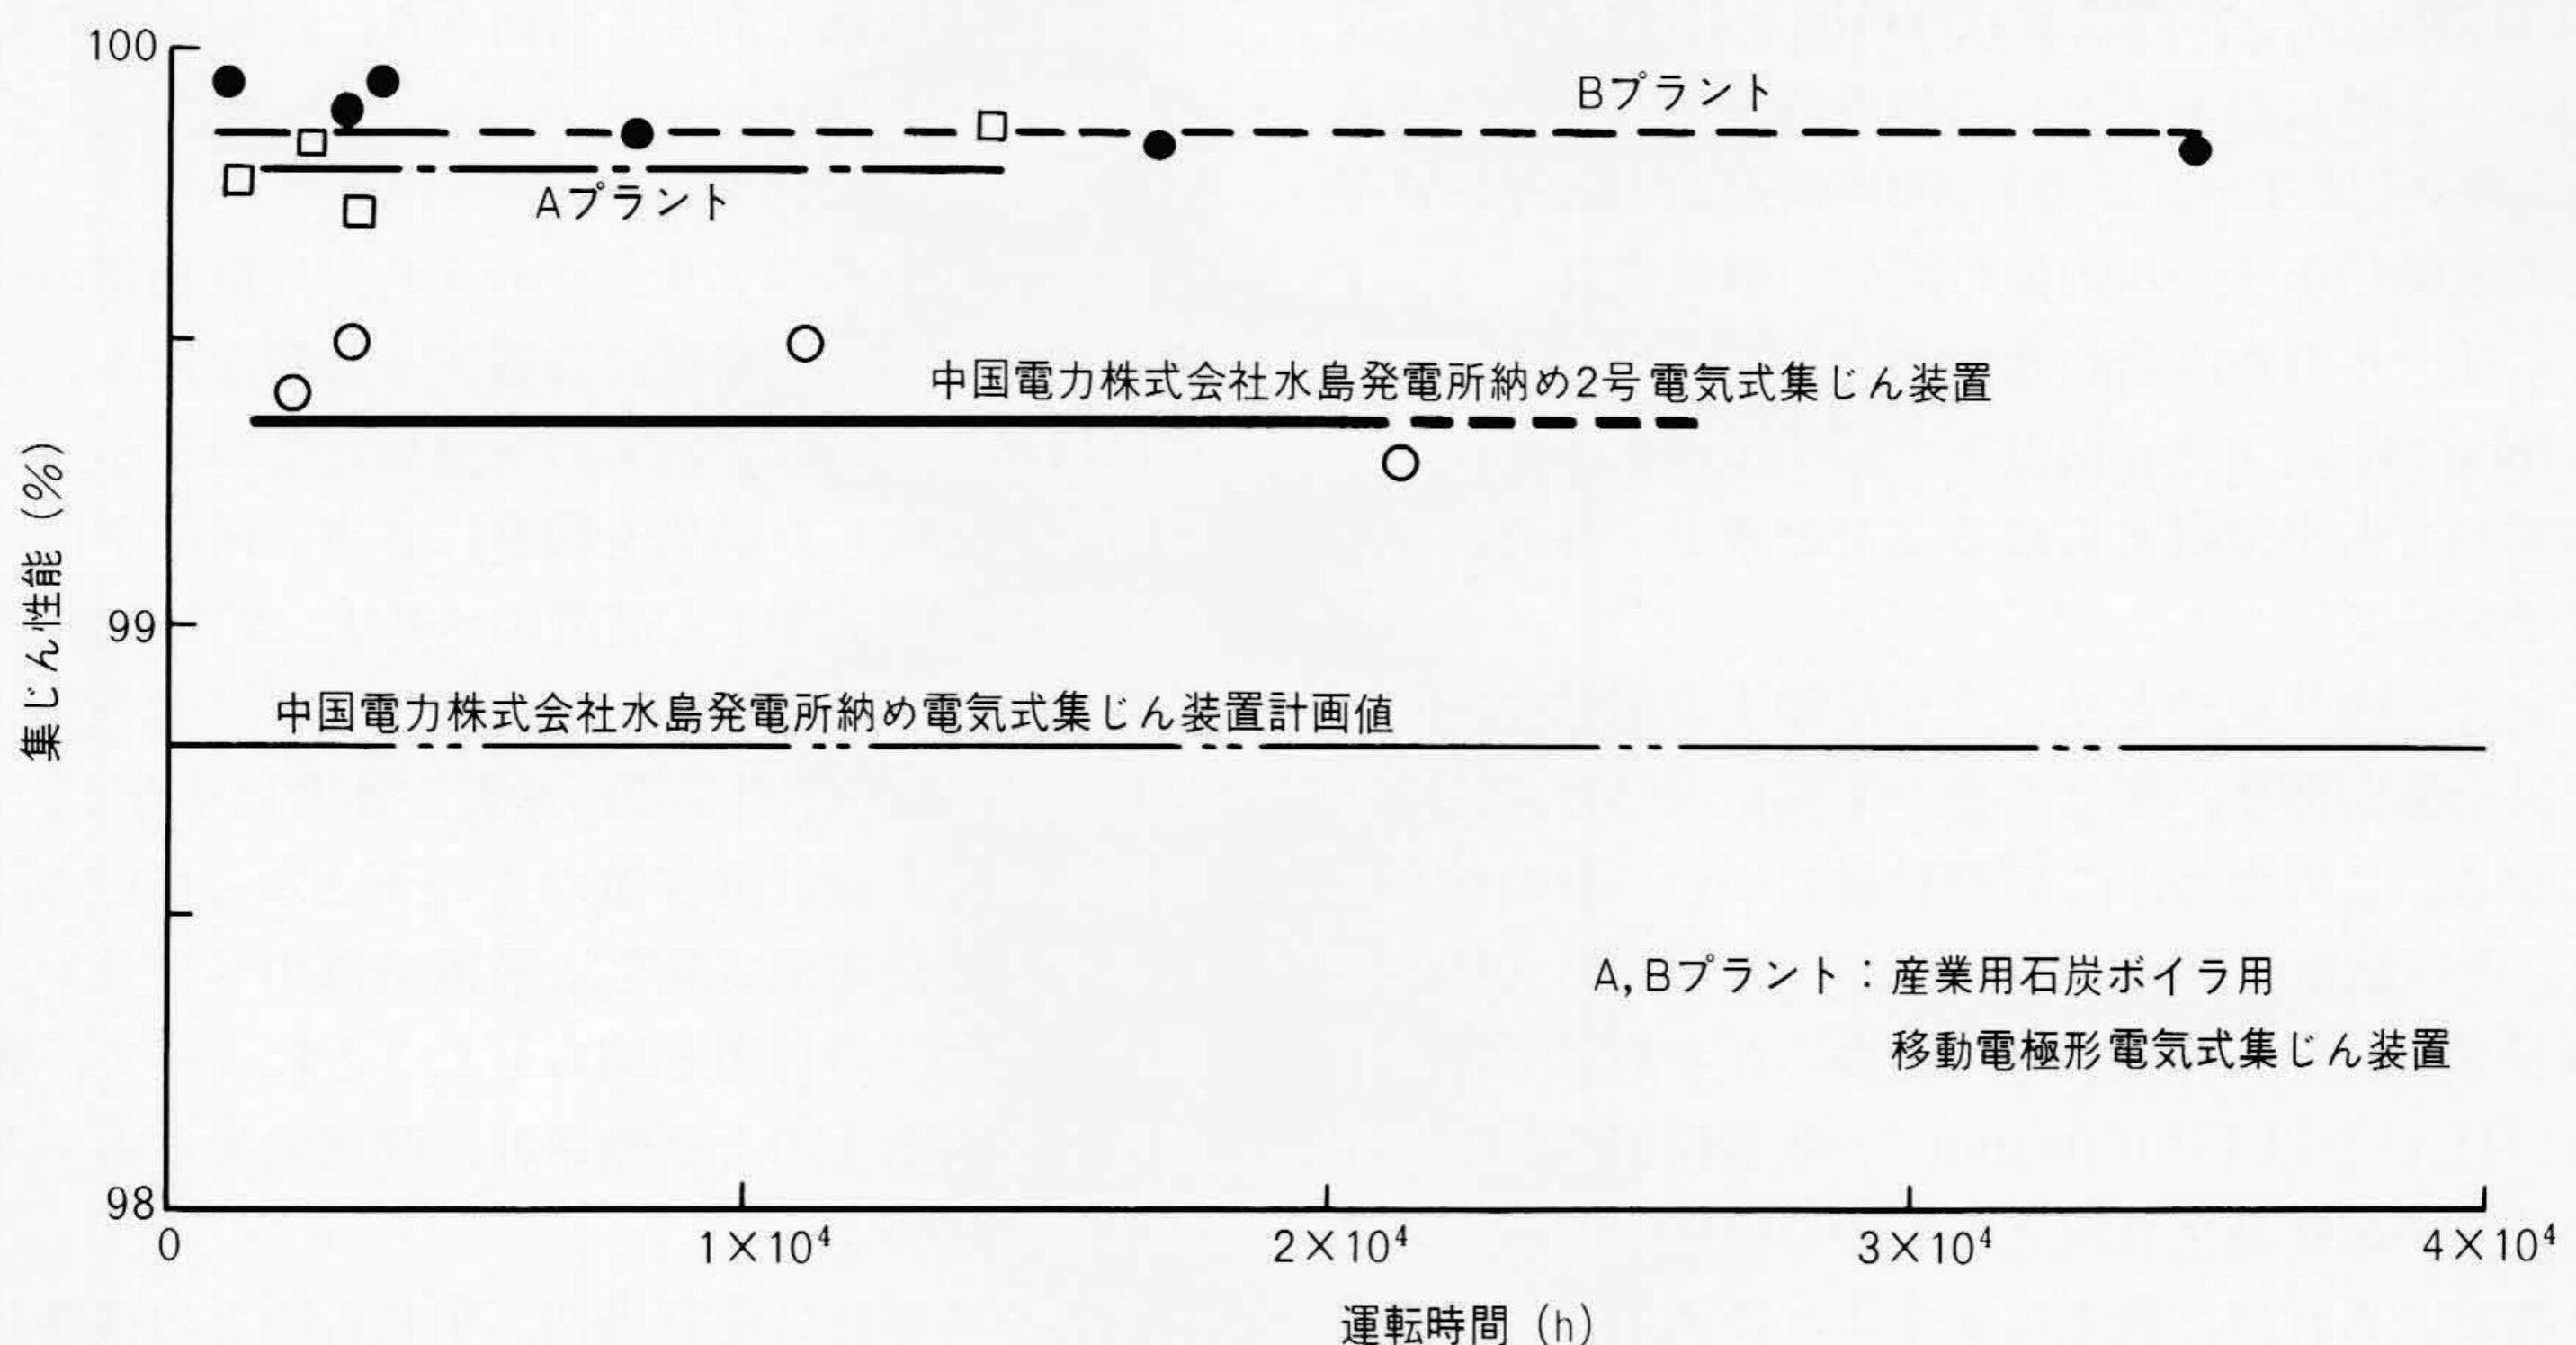 100
Bプラント
Aプラント
中国電力株式会社水島発電所納め2号電気式集じん装置
集じん性能 (%)
99
中国電力株式会社水島発電所納め電気式集じん装置計画値
A,Bプラント：産業用石炭ボイラ用
移動電極形電気式集じん装置
98
0
1×10⁴
2×10⁴
3×10⁴
4×10⁴
運転時間 (h)